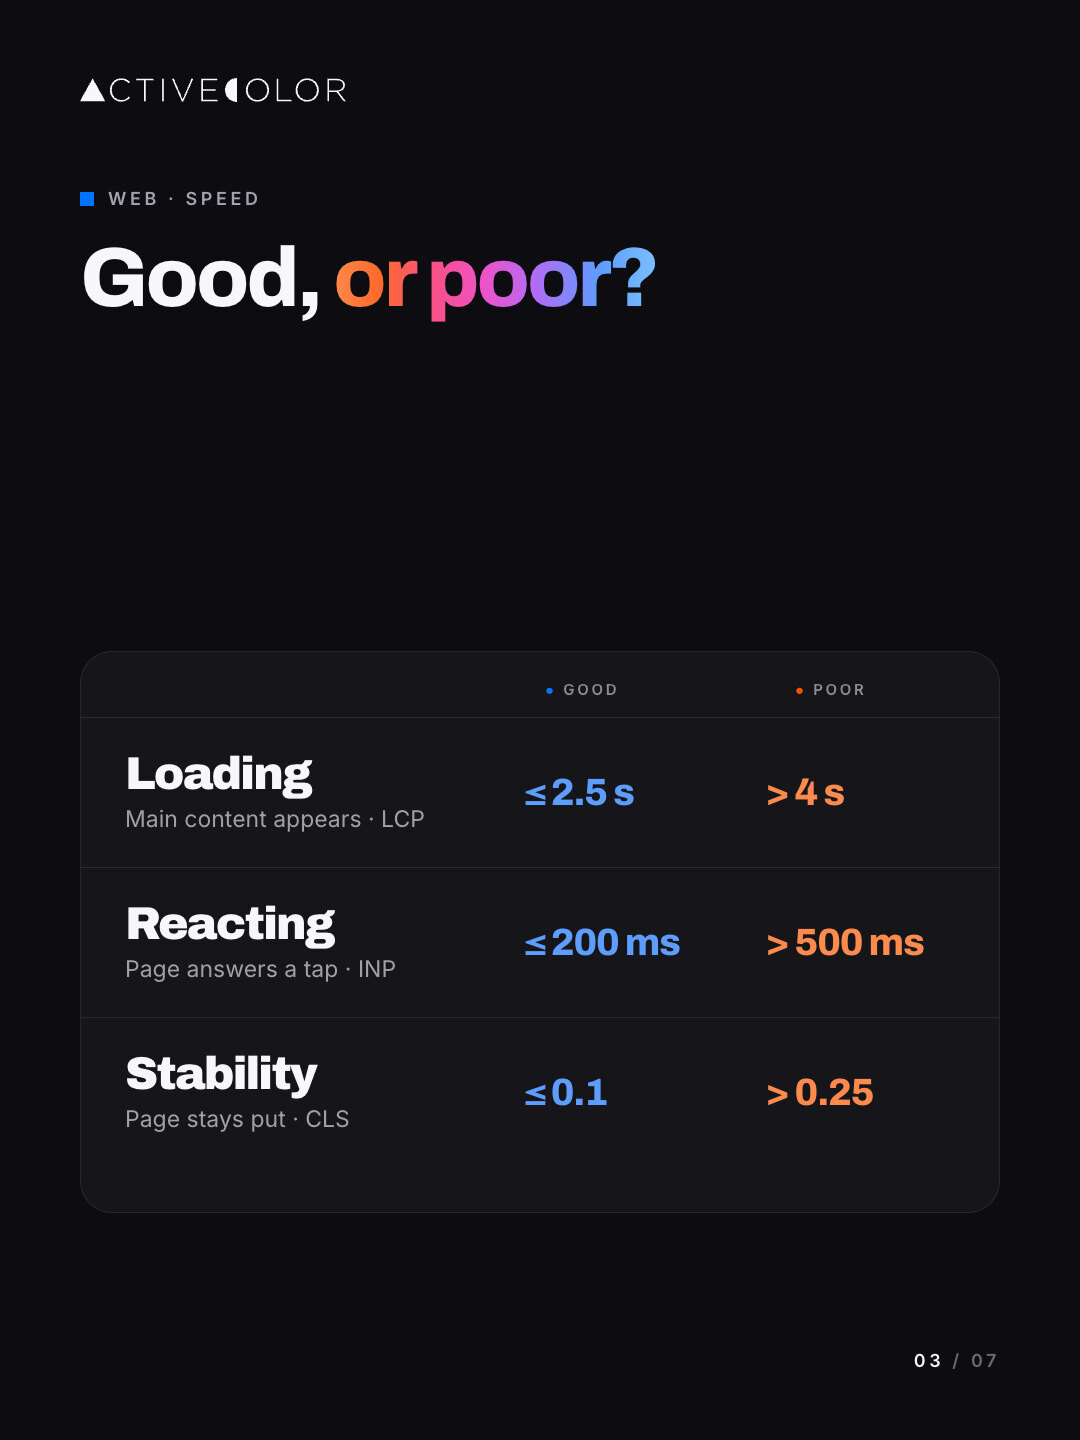 ACTIVECOLOR
WEB · SPEED
Good, or poor?
GOOD POOR
Loading
Main content appears · LCP
≤ 2.5 s > 4 s
Reacting
Page answers a tap · INP
≤ 200 ms > 500 ms
Stability
Page stays put · CLS
≤ 0.1 > 0.25
03 / 07